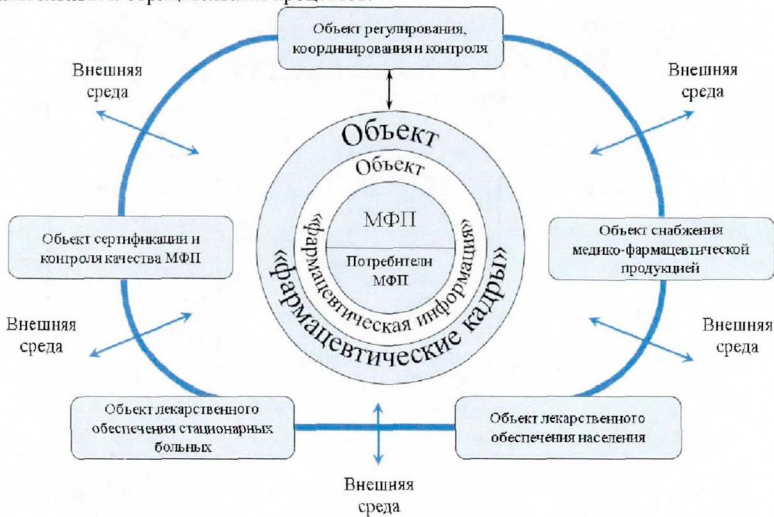 Объект регулирования,
координирования и контроля
Внешняя
среда
Внешняя
среда
Объект
«фармацевтические кадры»
Объект
«фармацевтическая информация»
МФП
Потребители
МФП
Объект сертификации и
контроля качества МФП
Объект снабжения
медико-фармацевтической
продукцией
Внешняя
среда
Внешняя
среда
Объект лекарственного
обеспечения стационарных
больных
Объект лекарственного
обеспечения населения
Внешняя
среда